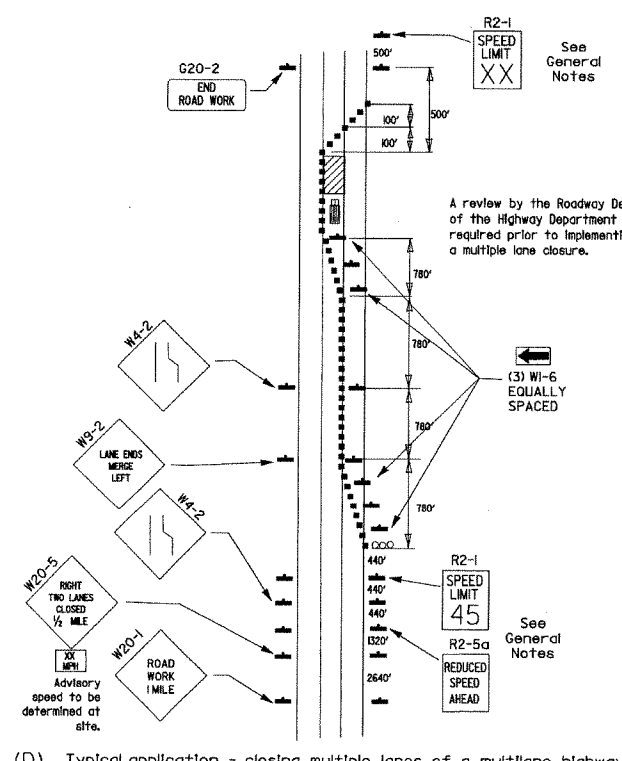 R2-1
SPEED
LIMIT
XX
See
General
Notes
500'
G20-2
END
ROAD WORK
100'
100'
500'
A review by the Roadway De
of the Highway Department
required prior to implementi
a multiple lane closure.
780'
780'
W4-2
(3) W1-6
EQUALLY
SPACED
780'
W9-2
LANE ENDS
MERGE
LEFT
780'
W4-2
440'
R2-1
SPEED
LIMIT
45
440'
440'
W20-5
RIGHT
TWO LANES
CLOSED
1/2 MILE
See
General
Notes
1320'
XX
MPH
Advisory
speed to be
determined at
site.
W20-1
ROAD
WORK
1 MILE
R2-5a
REDUCED
SPEED
AHEAD
2640'
(D) Typical application - closing multiple lanes of a multilane highway